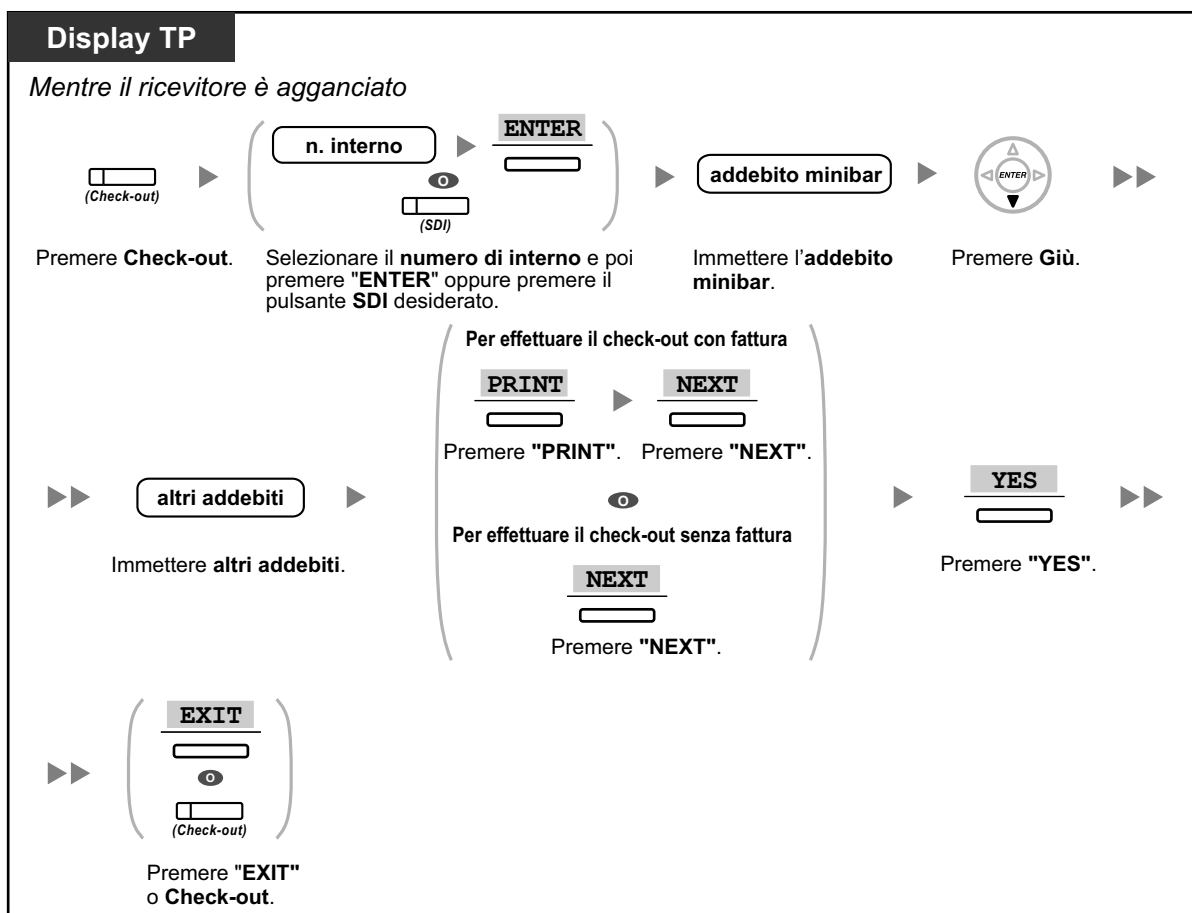 Display TP
Mentre il ricevitore è agganciato
(Check-out)
n. interno
ENTER
O
(SDI)
addebito minibar
ENTER
Premere Check-out.
Selezionare il numero di interno e poi
premere "ENTER" oppure premere il
pulsante SDI desiderato.
Immettere l'addebito
minibar.
Premere Giù.
Per effettuare il check-out con fattura
PRINT
NEXT
Premere "PRINT". Premere "NEXT".
altri addebiti
O
YES
Per effettuare il check-out senza fattura
Immettere altri addebiti.
Premere "YES".
NEXT
Premere "NEXT".
EXIT
O
(Check-out)
Premere "EXIT"
o Check-out.